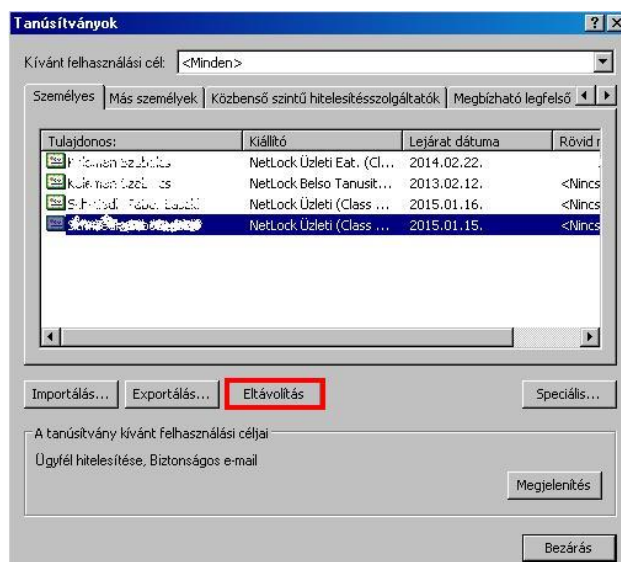 Tanúsítványok
Kívánt felhasználási cél: <Minden>
Személyes Más személyek Közbenső szintű hitelesítésszolgáltatók Megbízható legfelső
Tulajdonos: Kiállító Lejárat dátuma Rövid r
NetLock Üzleti Eat. (Cl... 2014.02.22.
NetLock Belso Tanusit... 2013.02.12. <Nincs
NetLock Üzleti (Class ... 2015.01.16. <Nincs
NetLock Üzleti (Class ... 2015.01.15. <Nincs
Importálás... Exportálás... Eltávolítás Speciális...
A tanúsítvány kívánt felhasználási céljai
Ügyfél hitelesítése, Biztonságos e-mail
Megjelenítés
Bezárás